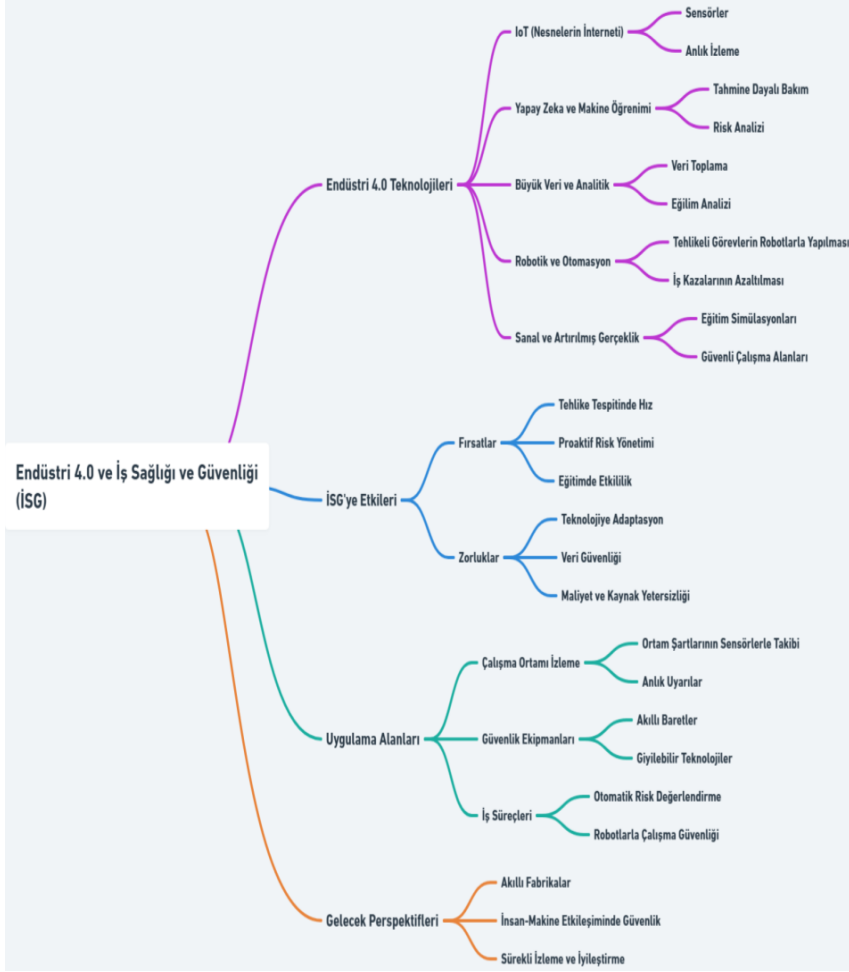 Endüstri 4.0 ve İş Sağlığı ve Güvenliği
(İSG)
Endüstri 4.0 Teknolojileri
IoT (Nesnelerin İnterneti)
Sensörler
Anlık İzleme
Yapay Zeka ve Makine Öğrenimi
Tahmine Dayalı Bakım
Risk Analizi
Büyük Veri ve Analitik
Veri Toplama
Eğilim Analizi
Robotik ve Otomasyon
Tehlikeli Görevlerin Robotlarla Yapılması
İş Kazalarının Azaltılması
Sanal ve Artırılmış Gerçeklik
Eğitim Simülasyonları
Güvenli Çalışma Alanları
İSG'ye Etkileri
Fırsatlar
Tehlike Tespitinde Hız
Proaktif Risk Yönetimi
Eğitimde Etkililik
Zorluklar
Teknolojiye Adaptasyon
Veri Güvenliği
Maliyet ve Kaynak Yetersizliği
Uygulama Alanları
Çalışma Ortamı İzleme
Ortam Şartlarının Sensörlerle Takibi
Anlık Uyarılar
Güvenlik Ekipmanları
Akıllı Baretler
Giyilebilir Teknolojiler
İş Süreçleri
Otomatik Risk Değerlendirme
Robotlarla Çalışma Güvenliği
Gelecek Perspektifleri
Akıllı Fabrikalar
İnsan-Makine Etkileşiminde Güvenlik
Sürekli İzleme ve İyileştirme